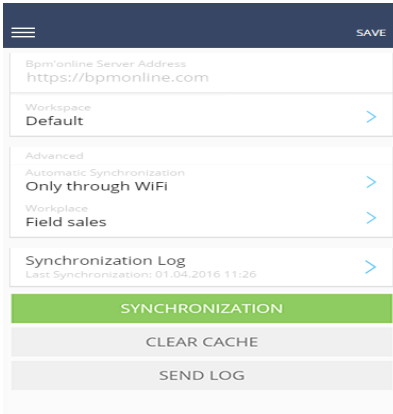 SAVE
Bpm'online Server Address
https://bpmonline.com
Workspace
Default
Advanced
Automatic Synchronization
Only through WiFi
Workplace
Field sales
Synchronization Log
Last Synchronization: 01.04.2016 11:26
SYNCHRONIZATION
CLEAR CACHE
SEND LOG